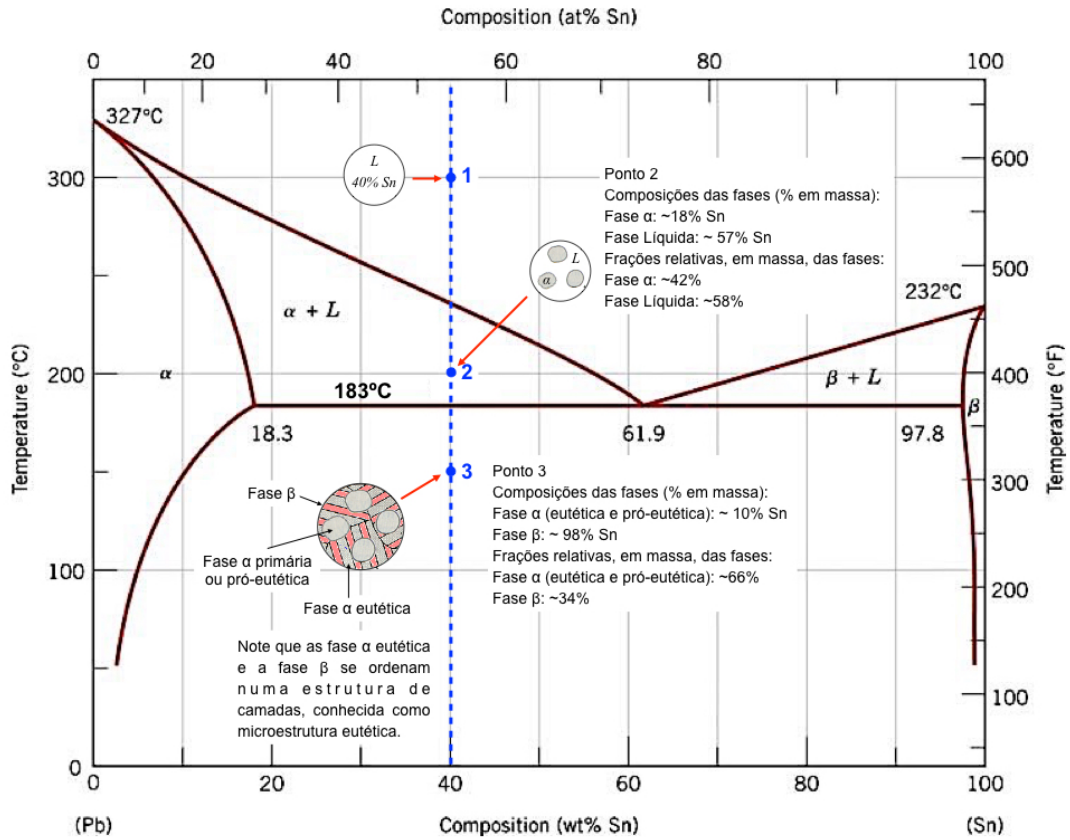 Composition (at% Sn)
0
20
40
60
80
100
327°C
300
200
100
0
Temperature (°C)
L
40% Sn
1
Ponto 2
Composições das fases (% em massa):
Fase α: ~18% Sn
Fase Líquida: ~ 57% Sn
Frações relativas, em massa, das fases:
Fase α: ~42%
Fase Líquida: ~58%
L
α
α + L
232°C
2
α
183°C
β + L
β
18.3
61.9
97.8
600
500
400
300
200
100
Temperature (°F)
3
Ponto 3
Composições das fases (% em massa):
Fase α (eutética e pró-eutética): ~ 10% Sn
Fase β: ~ 98% Sn
Frações relativas, em massa, das fases:
Fase α (eutética e pró-eutética): ~66%
Fase β: ~34%
Fase β
Fase α primária
ou pró-eutética
Fase α eutética
Note que as fase α eutética
e a fase β se ordenam
numa estrutura de
camadas, conhecida como
microestrutura eutética.
0
20
40
60
80
100
(Pb)
Composition (wt% Sn)
(Sn)